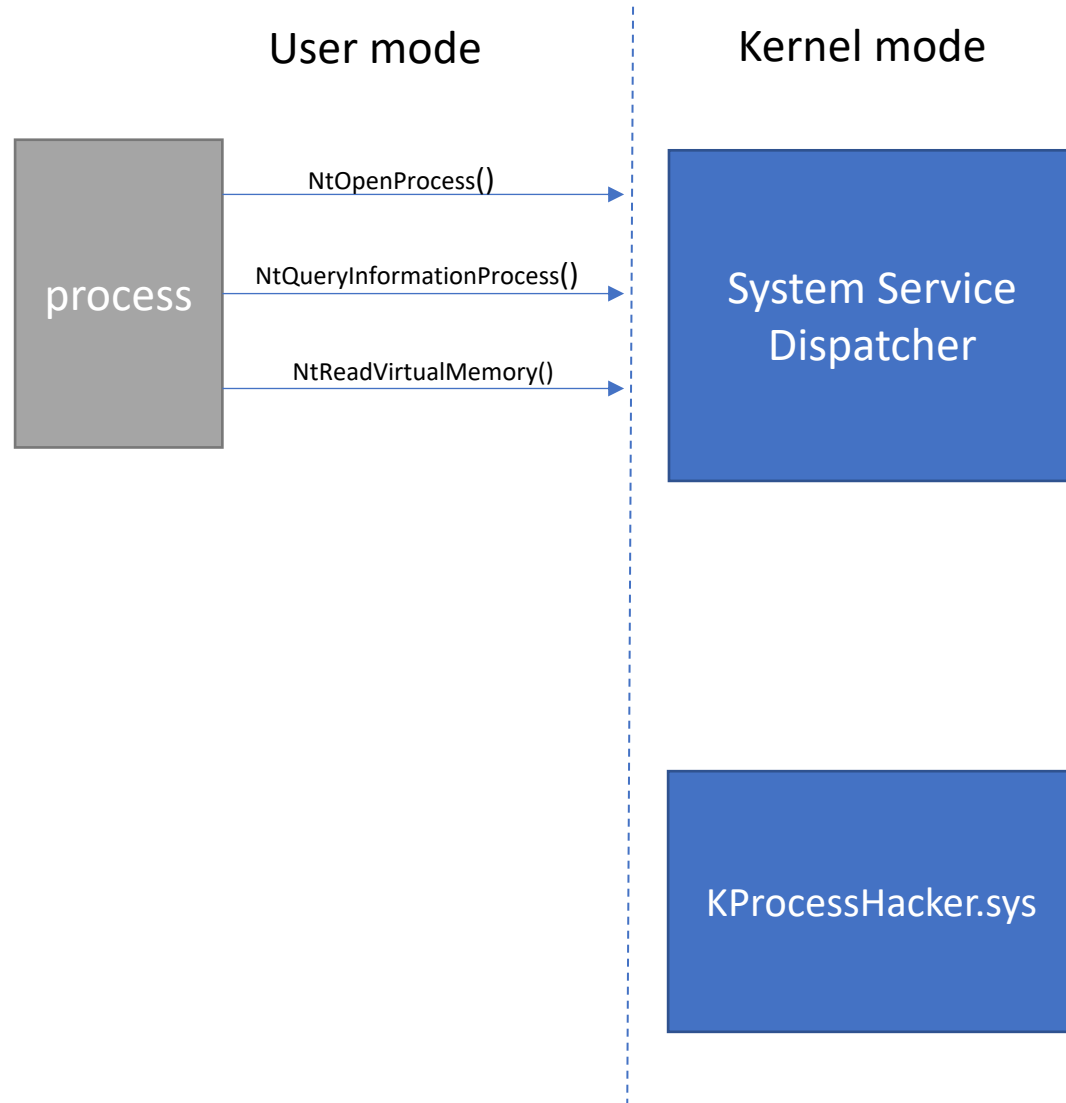 User mode
Kernel mode
NtOpenProcess()
process
NtQueryInformationProcess()
System Service
Dispatcher
NtReadVirtualMemory()
KProcessHacker.sys